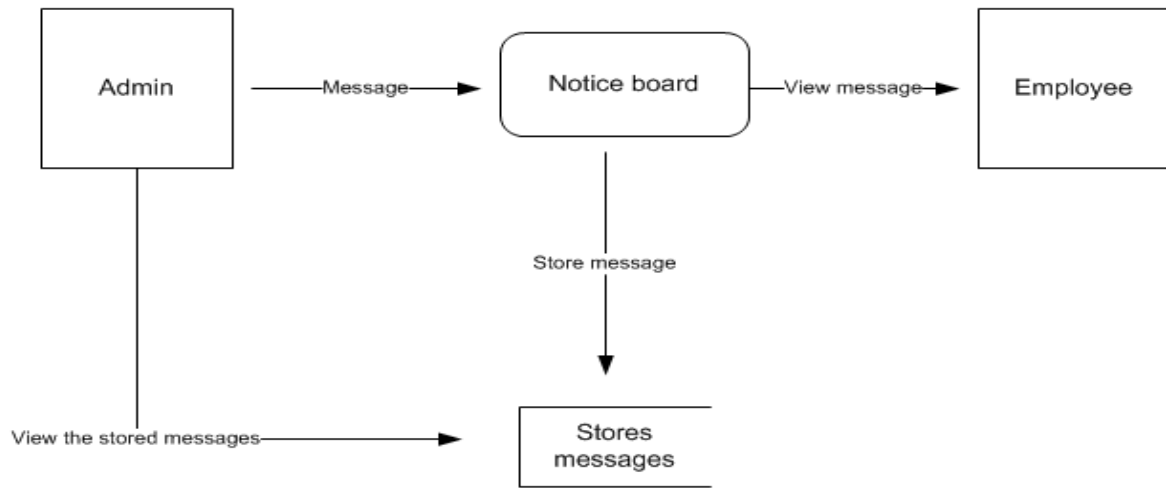 Admin
Message
Notice board
View message
Employee
Store message
View the stored messages
Stores
messages